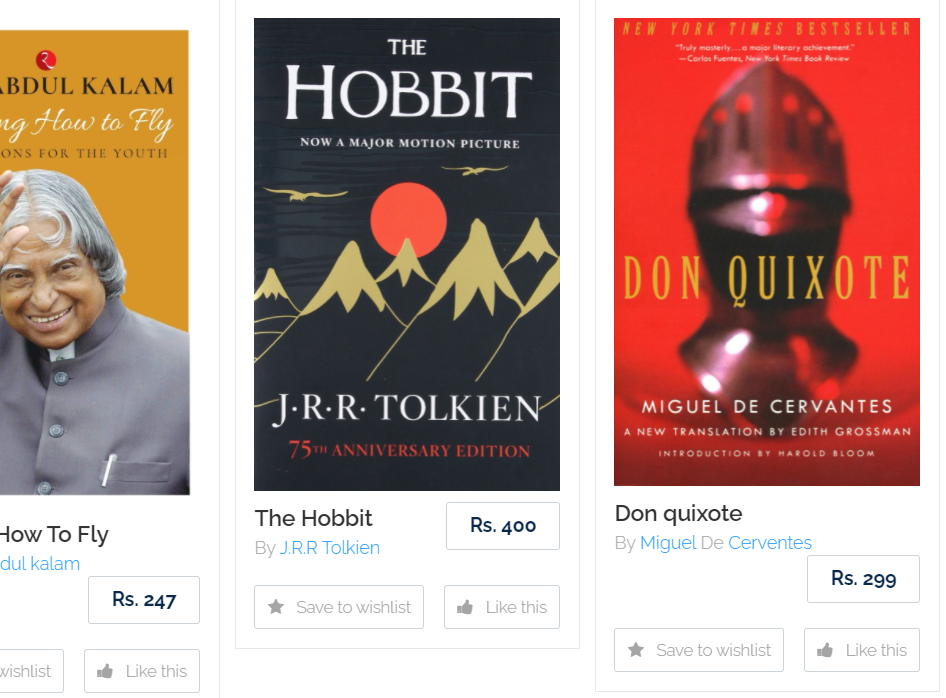 ABDUL KALAM
ng How to Fly
ONS FOR THE YOUTH
How To Fly
dul kalam
Rs. 247
wishlist
Like this
THE
HOBBIT
NOW A MAJOR MOTION PICTURE
J·R·R· TOLKIEN
75TH ANNIVERSARY EDITION
The Hobbit
Rs. 400
By J.R.R Tolkien
Save to wishlist
Like this
NEW YORK TIMES BESTSELLER
"Truly masterly....a major literary achievement."
—Carlos Fuentes, New York Times Book Review
DON QUIXOTE
MIGUEL DE CERVANTES
A NEW TRANSLATION BY EDITH GROSSMAN
INTRODUCTION BY HAROLD BLOOM
Don quixote
By Miguel De Cerventes
Rs. 299
Save to wishlist
Like this